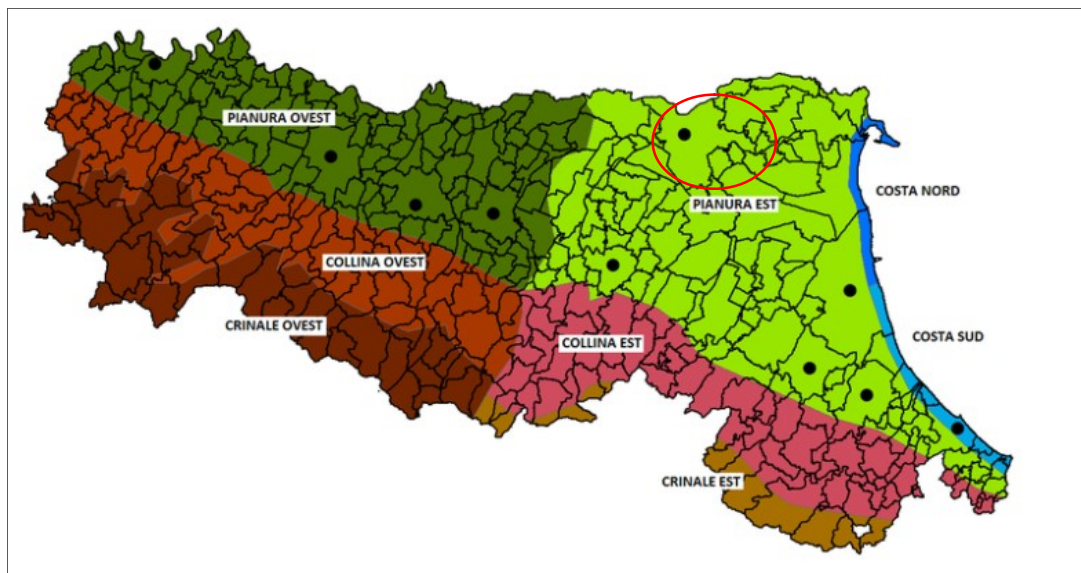 PIANURA OVEST
COSTA NORD
PIANURA EST
COLLINA OVEST
CRINALE OVEST
COSTA SUD
COLLINA EST
CRINALE EST